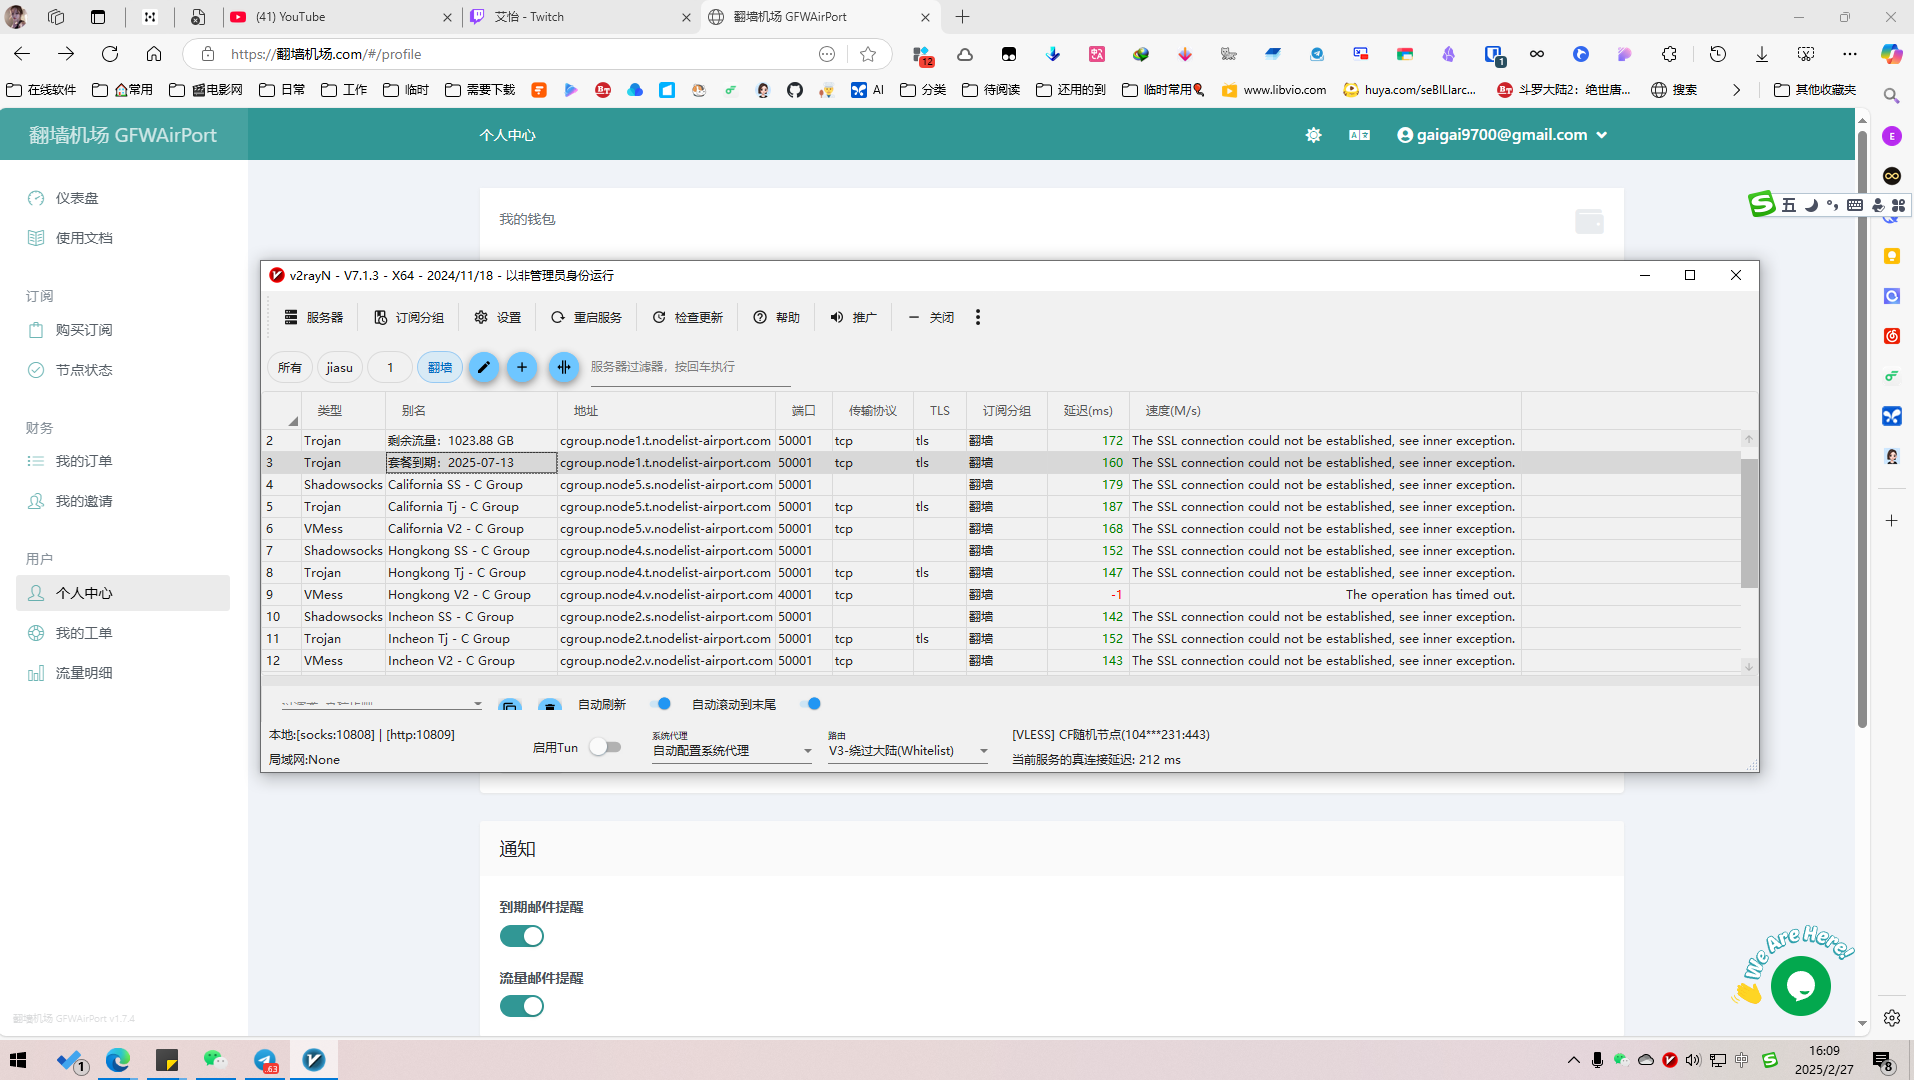 (41) YouTube
艾怡 - Twitch
翻墙机场 GFWAirPort
https://翻墙机场.com/#/profile
12
1
在线软件
常用
电影网
日常
工作
临时
需要下载
AI
分类
待阅读
还用的到
临时常用
www.libvio.com
huya.com/seBILlarc...
斗罗大陆2：绝世唐...
搜索
其他收藏夹
翻墙机场 GFWAirPort
个人中心
gaigai9700@gmail.com
E
五
仪表盘
使用文档
订阅
购买订阅
节点状态
财务
我的订单
我的邀请
用户
个人中心
我的工单
流量明细
翻墙机场 GFWAirPort v1.7.4
我的钱包
v2rayN - V7.1.3 - X64 - 2024/11/18 - 以非管理员身份运行
服务器
订阅分组
设置
重启服务
检查更新
帮助
推广
关闭
所有
jiasu
1
翻墙
服务器过滤器，按回车执行
类型 别名 地址 端口 传输协议 TLS 订阅分组 延迟(ms) 速度(M/s)
2 Trojan 剩余流量：1023.88 GB cgroup.node1.t.nodelist-airport.com 50001 tcp tls 翻墙 172 The SSL connection could not be established, see inner exception.
3 Trojan 套餐到期：2025-07-13 cgroup.node1.t.nodelist-airport.com 50001 tcp tls 翻墙 160 The SSL connection could not be established, see inner exception.
4 Shadowsocks California SS - C Group cgroup.node5.s.nodelist-airport.com 50001 翻墙 179 The SSL connection could not be established, see inner exception.
5 Trojan California Tj - C Group cgroup.node5.t.nodelist-airport.com 50001 tcp tls 翻墙 187 The SSL connection could not be established, see inner exception.
6 VMess California V2 - C Group cgroup.node5.v.nodelist-airport.com 50001 tcp 翻墙 168 The SSL connection could not be established, see inner exception.
7 Shadowsocks Hongkong SS - C Group cgroup.node4.s.nodelist-airport.com 50001 翻墙 152 The SSL connection could not be established, see inner exception.
8 Trojan Hongkong Tj - C Group cgroup.node4.t.nodelist-airport.com 50001 tcp tls 翻墙 147 The SSL connection could not be established, see inner exception.
9 VMess Hongkong V2 - C Group cgroup.node4.v.nodelist-airport.com 40001 tcp 翻墙 -1 The operation has timed out.
10 Shadowsocks Incheon SS - C Group cgroup.node2.s.nodelist-airport.com 50001 翻墙 142 The SSL connection could not be established, see inner exception.
11 Trojan Incheon Tj - C Group cgroup.node2.t.nodelist-airport.com 50001 tcp tls 翻墙 152 The SSL connection could not be established, see inner exception.
12 VMess Incheon V2 - C Group cgroup.node2.v.nodelist-airport.com 50001 tcp 翻墙 143 The SSL connection could not be established, see inner exception.
自动刷新
自动滚动到末尾
本地:[socks:10808] | [http:10809]
局域网:None
启用Tun
系统代理
自动配置系统代理
路由
V3-绕过大陆(Whitelist)
[VLESS] CF随机节点(104***231:443)
当前服务的真连接延迟: 212 ms
通知
到期邮件提醒
流量邮件提醒
We Are Here!
1
63
中
16:09
2025/2/27
8